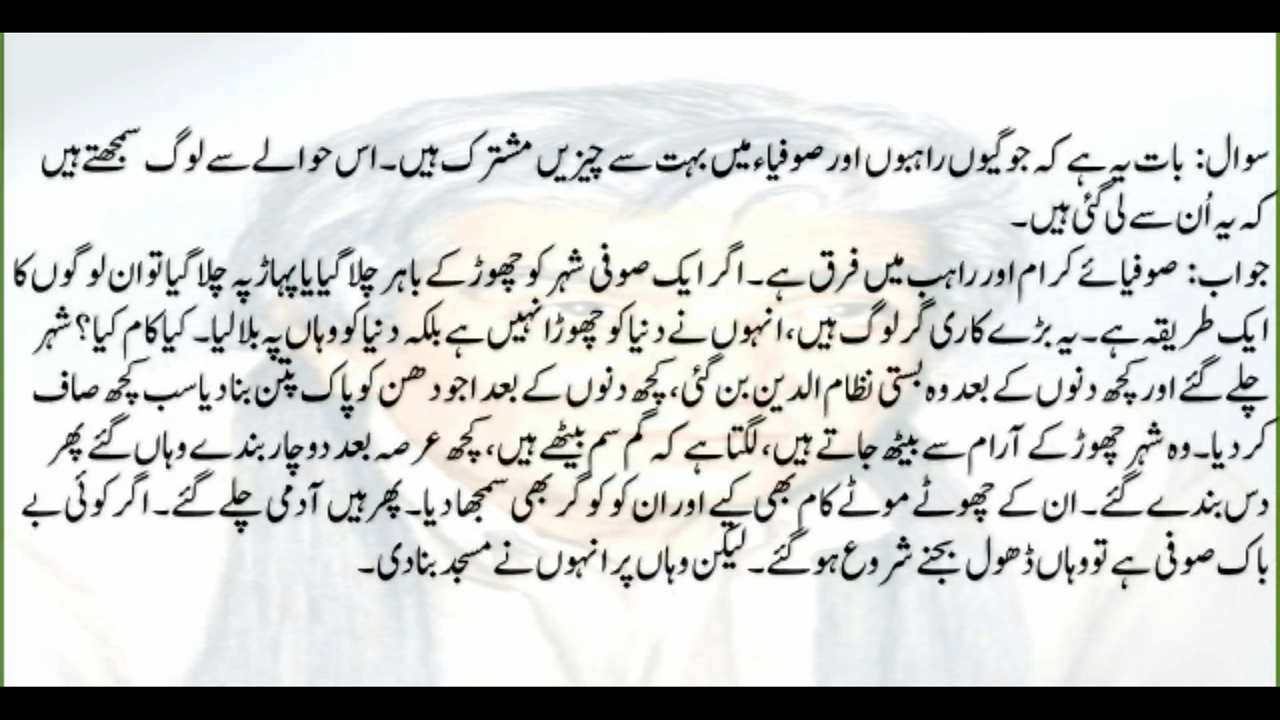 سوال: بات یہ ہے کہ جوگیوں راہبوں اور صوفیاء میں بہت سے چیزیں مشترک ہیں۔ اس حوالے سے لوگ سمجھتے ہیں
کہ یہ اُن سے لی گئی ہیں۔
جواب: صوفیائے کرام اور راہب میں فرق ہے۔ اگر ایک صوفی شہر کو چھوڑ کے باہر چلا گیا یا پہاڑ پہ چلا گیا تو ان لوگوں کا
ایک طریقہ ہے۔ یہ بڑے کاری گر لوگ ہیں، انہوں نے دنیا کو چھوڑا نہیں ہے بلکہ دنیا کو وہاں پہ بلا لیا۔ کیا کام کیا؟ شہر
چلے گئے اور کچھ دنوں کے بعد وہ بستی نظام الدین بن گئی، کچھ دنوں کے بعد اجودھن کو پاک پتن بنا دیا سب کچھ صاف
کر دیا۔ وہ شہر چھوڑ کے آرام سے بیٹھ جاتے ہیں، لگتا ہے کہ گم سم بیٹھے ہیں، کچھ عرصہ بعد دو چار بندے وہاں گئے پھر
دس بندے گئے۔ ان کے چھوٹے موٹے کام بھی کیے اور ان کو کو گر بھی سمجھا دیا۔ پھر ہیں آدمی چلے گئے۔ اگر کوئی بے
باک صوفی ہے تو وہاں ڈھول بجنے شروع ہو گئے۔ لیکن وہاں پر انہوں نے مسجد بنا دی۔